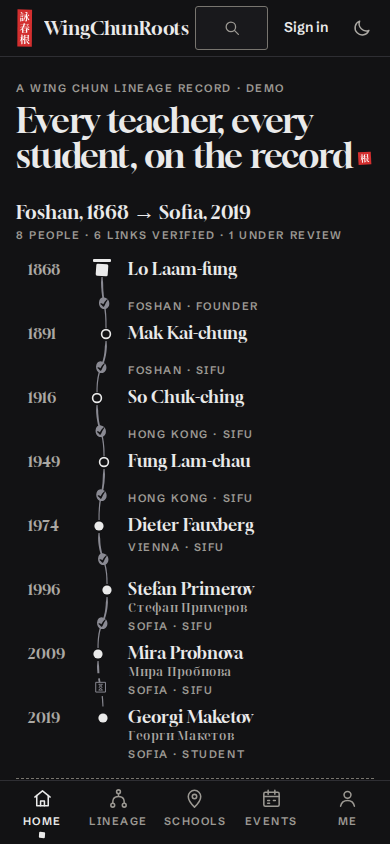 詠春根 WingChunRoots Sign in
A WING CHUN LINEAGE RECORD · DEMO
Every teacher, every
student, on the record 根
Foshan, 1868 → Sofia, 2019
8 PEOPLE · 6 LINKS VERIFIED · 1 UNDER REVIEW
1868 Lo Laam-fung
FOSHAN · FOUNDER
1891 Mak Kai-chung
FOSHAN · SIFU
1916 So Chuk-ching
HONG KONG · SIFU
1949 Fung Lam-chau
HONG KONG · SIFU
1974 Dieter Fauxberg
VIENNA · SIFU
1996 Stefan Primerov
Стефан Примеров
SOFIA · SIFU
2009 Mira Probnova
Мира Пробнова
SOFIA · SIFU
2019 Georgi Maketov
Георги Макетов
SOFIA · STUDENT
HOME LINEAGE SCHOOLS EVENTS ME